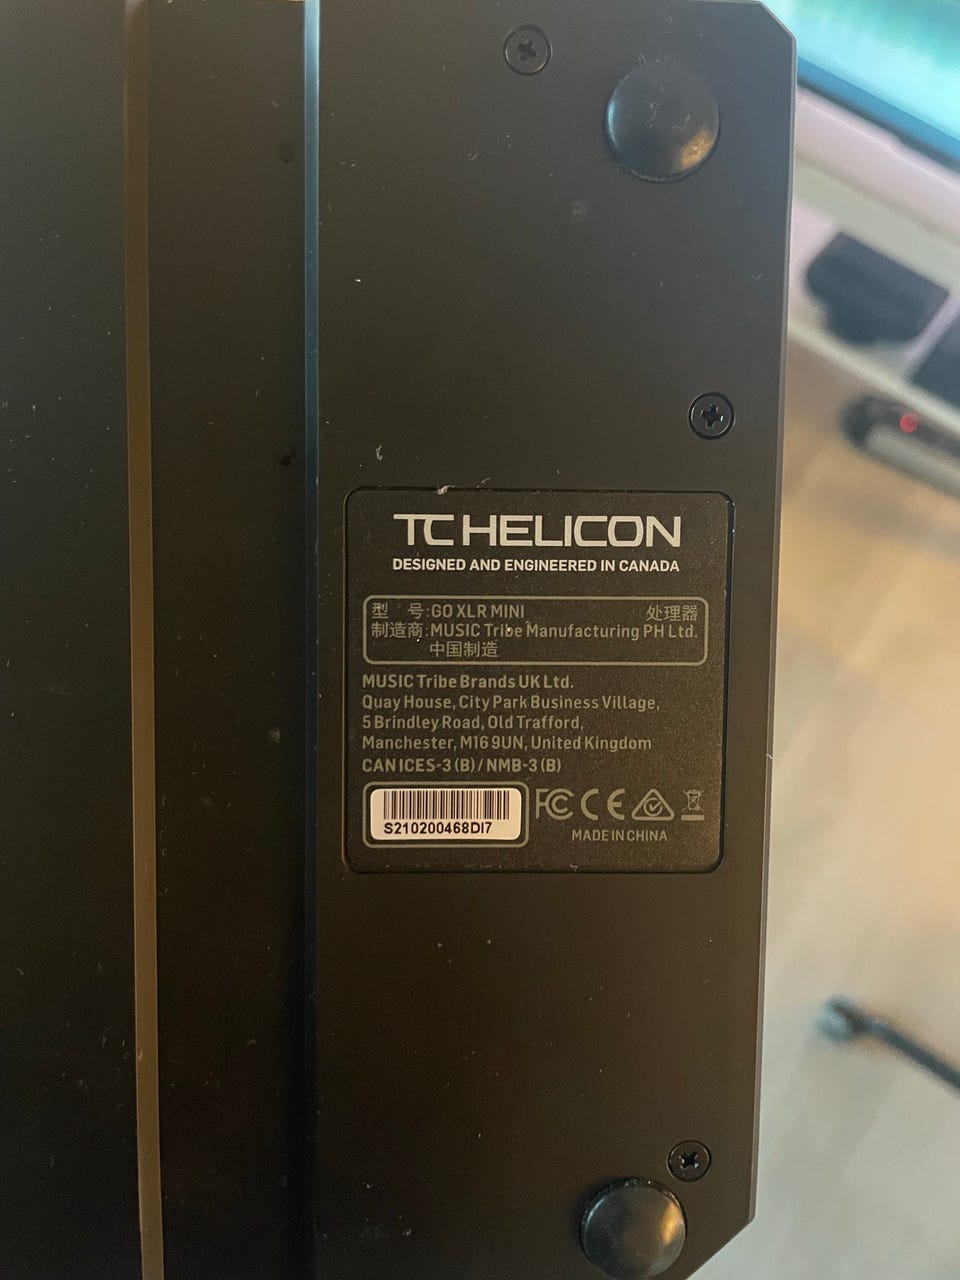 TC HELICON
DESIGNED AND ENGINEERED IN CANADA
型 号:GO XLR MINI 处理器
制造商:MUSIC Tribe Manufacturing PH Ltd.
中国制造
MUSIC Tribe Brands UK Ltd.
Quay House, City Park Business Village,
5 Brindley Road, Old Trafford,
Manchester, M16 9UN, United Kingdom
CAN ICES-3 (B) / NMB-3 (B)
S210200468DI7
FC CE
MADE IN CHINA